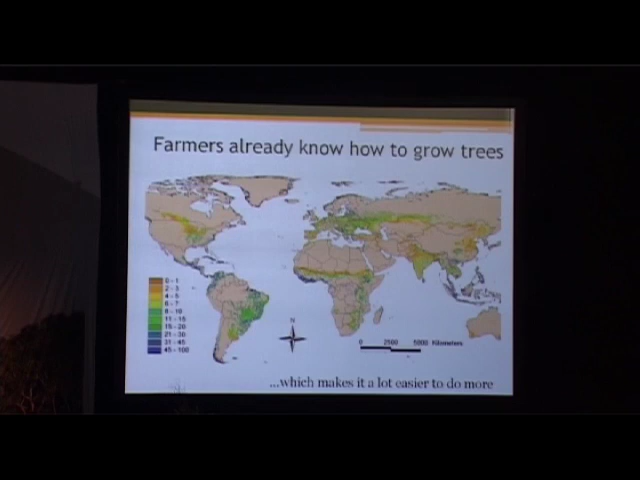 Farmers already know how to grow trees
0 - 1
2 - 3
4 - 5
6 - 7
8 - 10
11 - 15
15 - 20
21 - 30
31 - 45
45 - 100
N
0 2500 5000 Kilometers
...which makes it a lot easier to do more